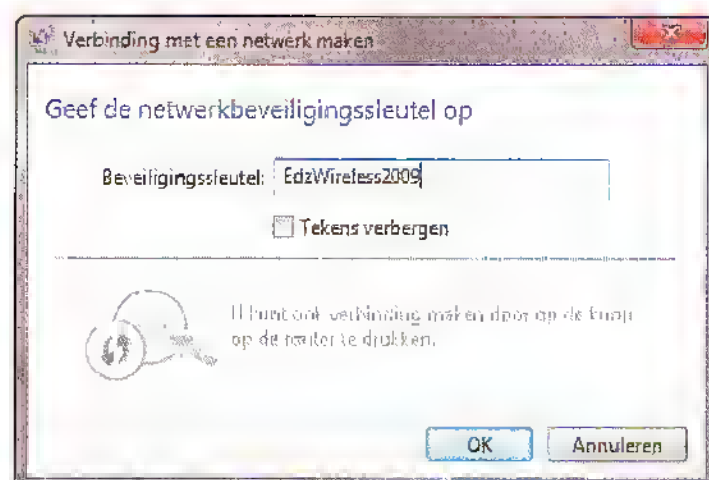 Verbinding met een netwerk maken
Geef de netwerkbeveiligingssleutel op
Beveiligingssleutel: EdzWireless2009
Tekens verbergen
U kunt ook verbinding maken door op de knop
op de router te drukken.
OK Annuleren